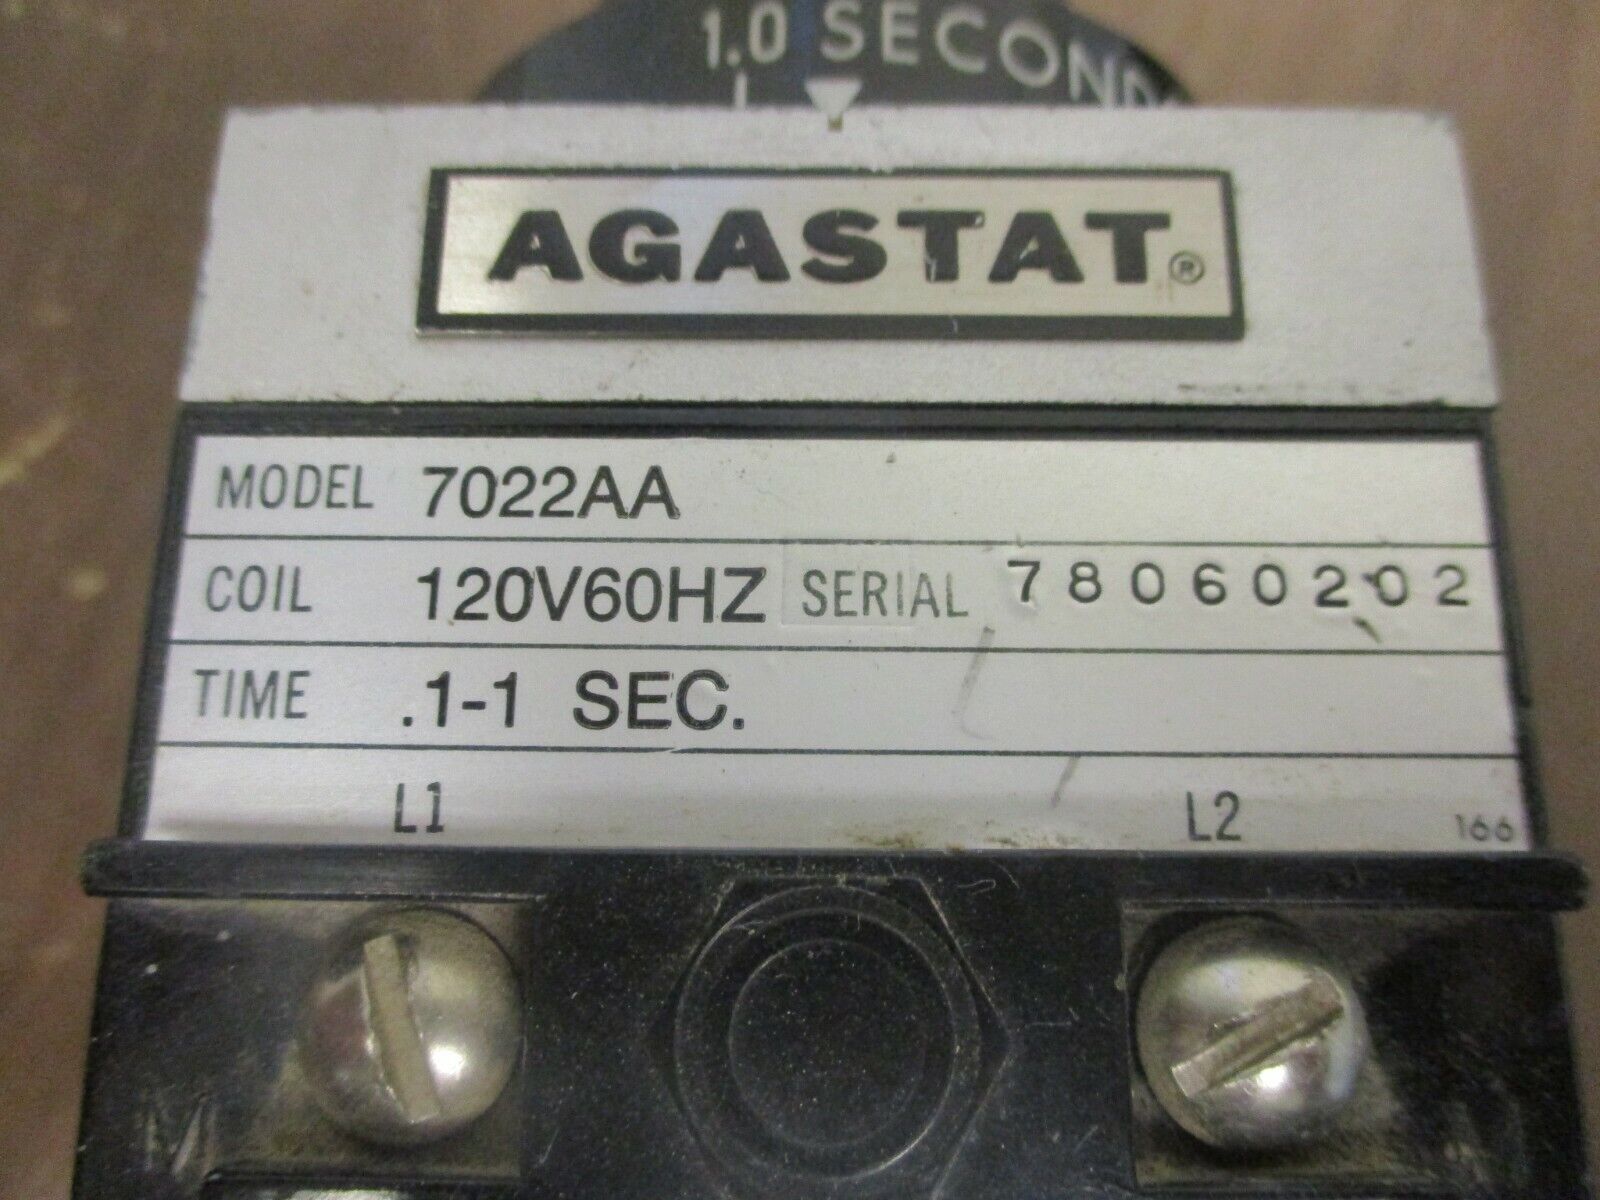 1.0 SECOND
AGASTAT®
MODEL 7022AA
COIL 120V60HZ SERIAL 78060202
TIME .1-1 SEC.
L1 L2 166